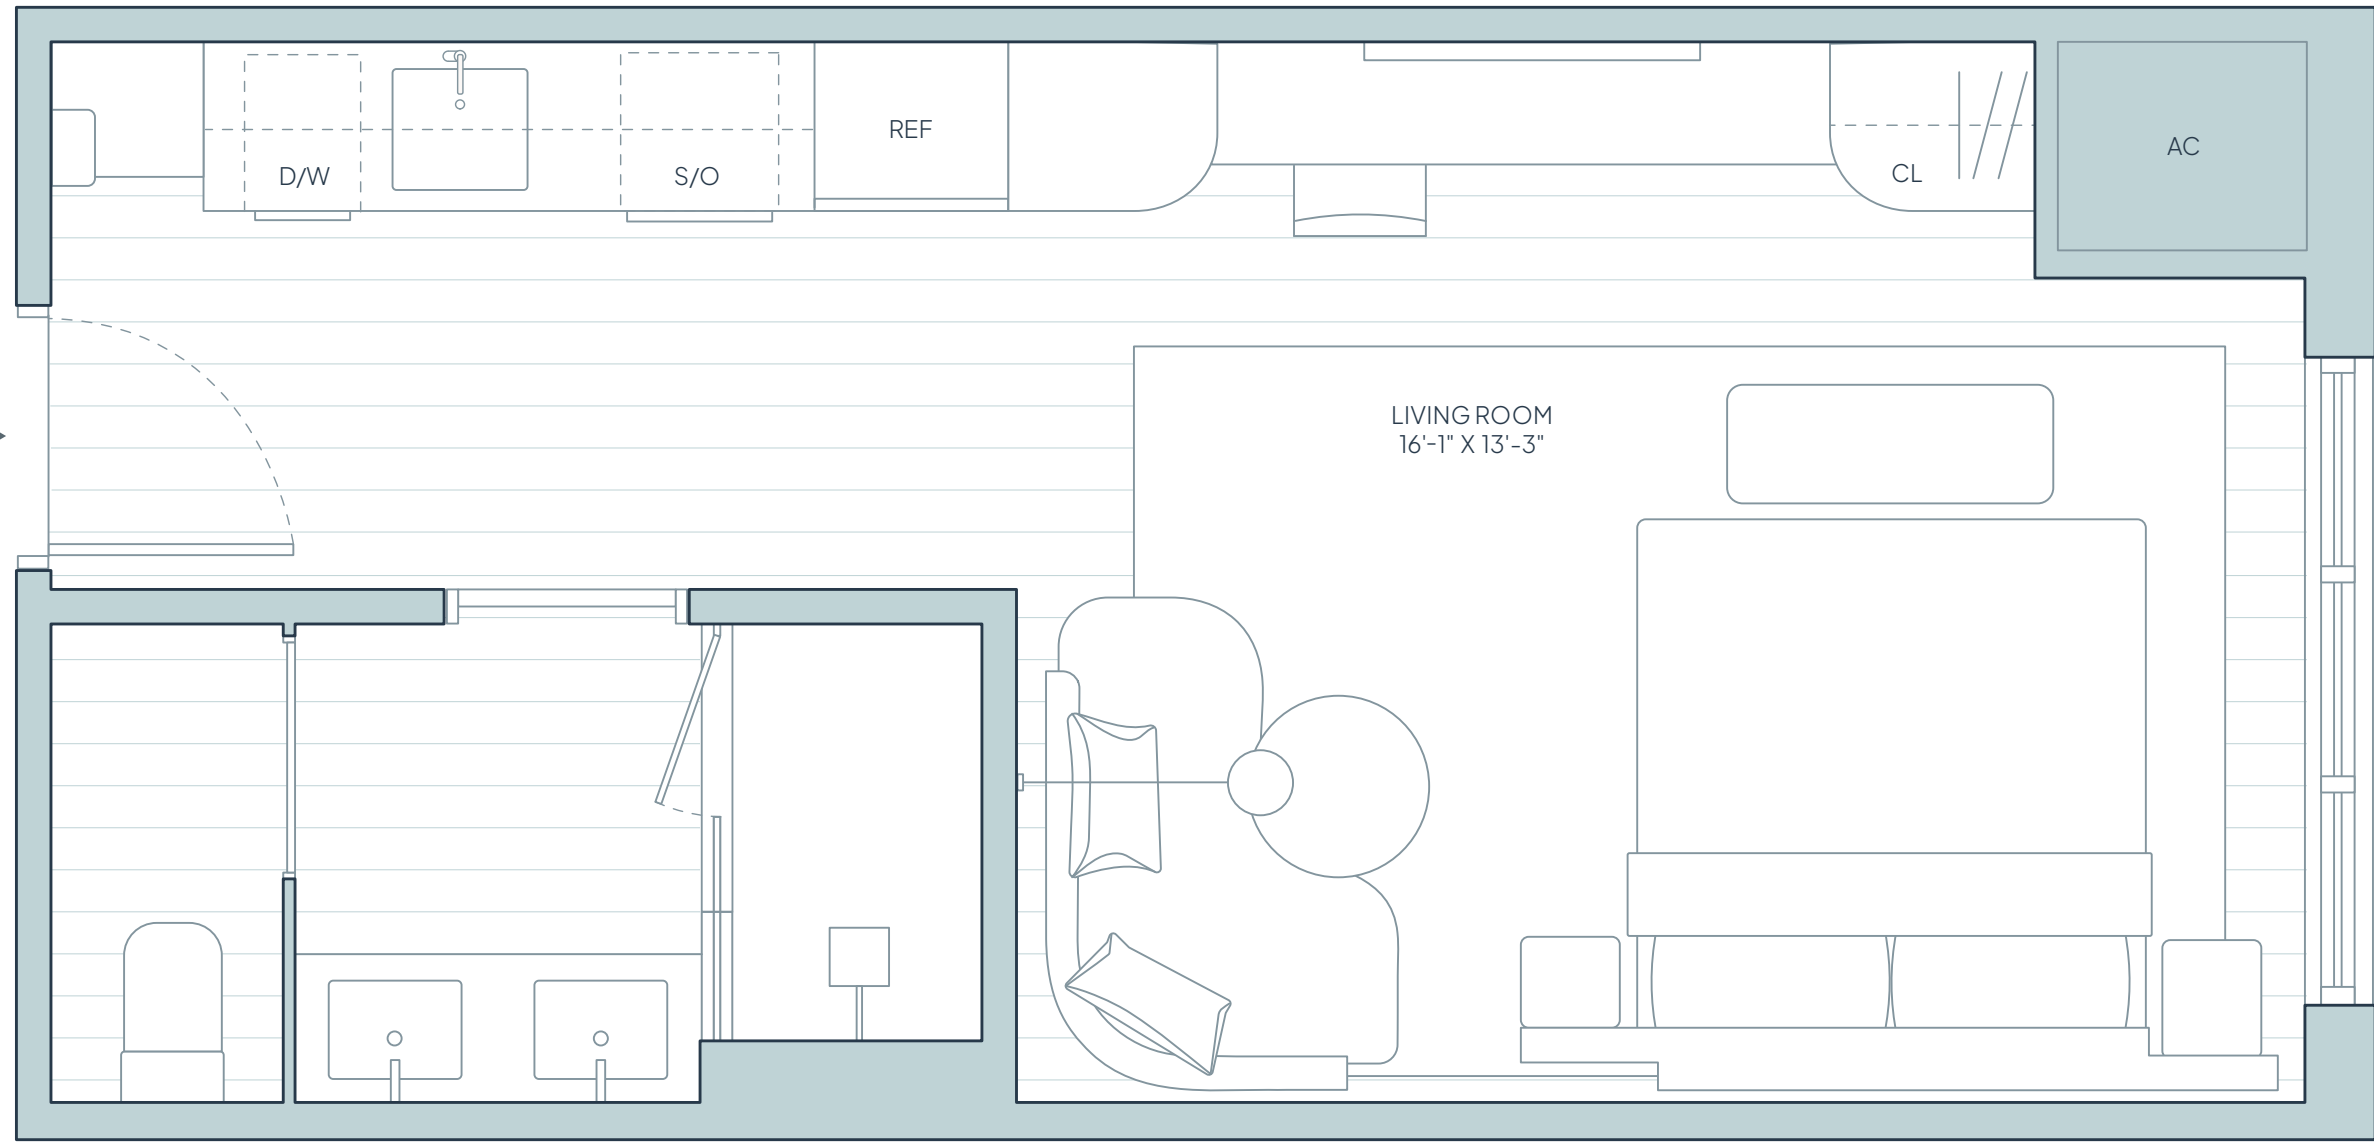 D/W
S/O
REF
CL
AC
LIVING ROOM
16'-1" X 13'-3"